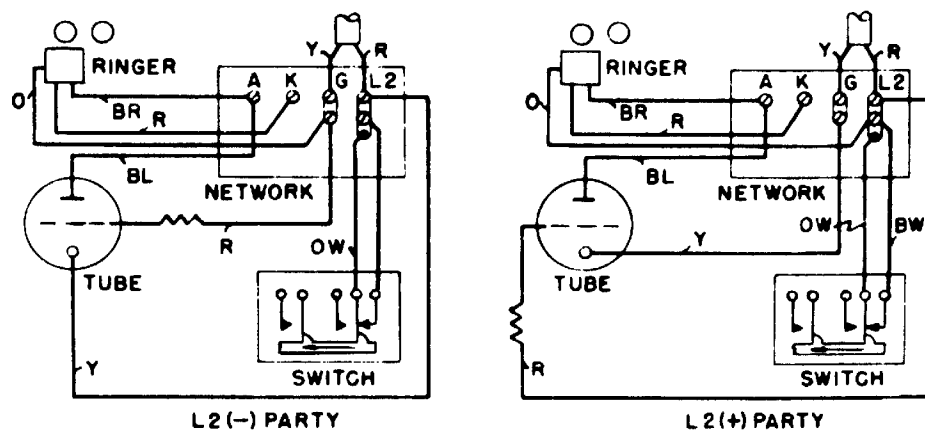 Y R
RINGER
A K G L2
O
BR
R
BL
NETWORK
R
OW
TUBE
Y
SWITCH
L2(-) PARTY
Y R
RINGER
A K G L2
O
BR
R
BL
NETWORK
OW BW
Y
TUBE
R
SWITCH
L2(+) PARTY